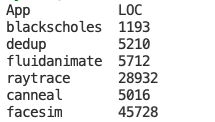 App LOC
blackscholes 1193
dedup 5210
fluidanimate 5712
raytrace 28932
canneal 5016
facesim 45728